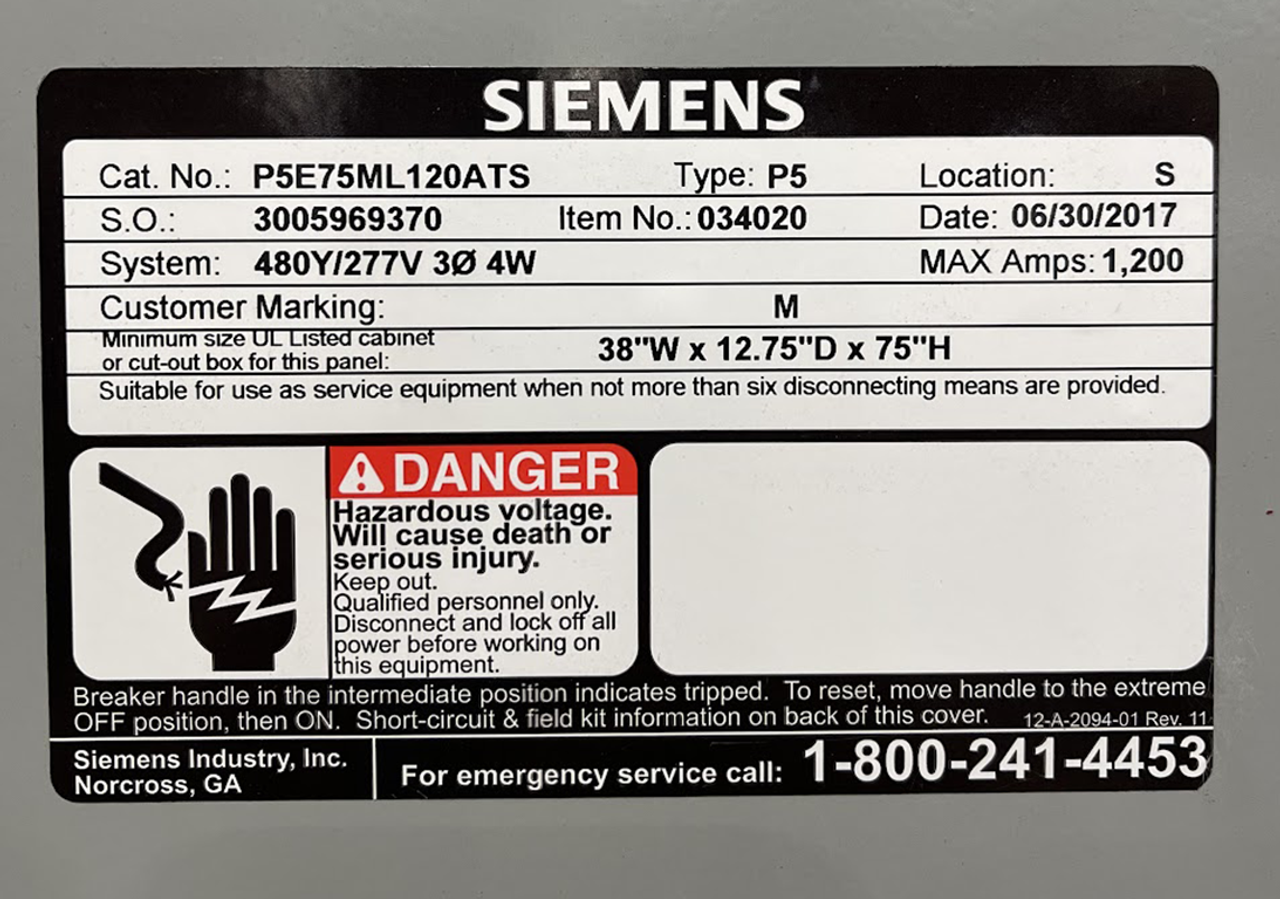 SIEMENS
Cat. No.: P5E75ML120ATS Type: P5 Location: S
S.O.: 3005969370 Item No.: 034020 Date: 06/30/2017
System: 480Y/277V 3Ø 4W MAX Amps: 1,200
Customer Marking: M
Minimum size UL Listed cabinet
or cut-out box for this panel: 38"W x 12.75"D x 75"H
Suitable for use as service equipment when not more than six disconnecting means are provided.
DANGER
Hazardous voltage.
Will cause death or
serious injury.
Keep out.
Qualified personnel only.
Disconnect and lock off all
power before working on
this equipment.
Breaker handle in the intermediate position indicates tripped. To reset, move handle to the extreme
OFF position, then ON. Short-circuit & field kit information on back of this cover. 12-A-2094-01 Rev. 11
Siemens Industry, Inc.
Norcross, GA
For emergency service call: 1-800-241-4453